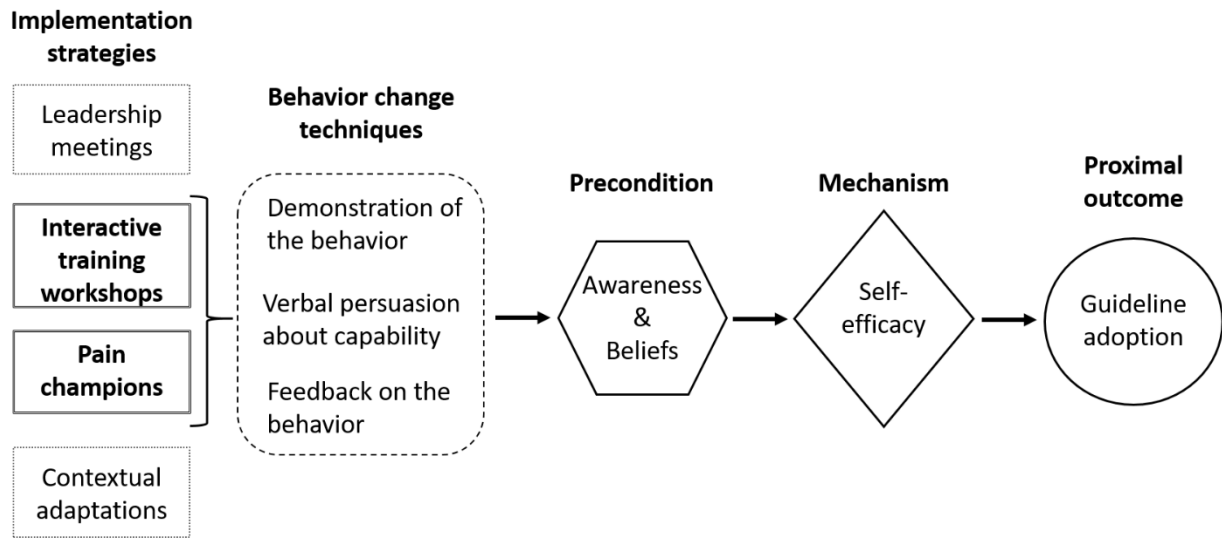 Implementation
strategies
Leadership
meetings
Interactive
training
workshops
Pain
champions
Contextual
adaptations
Behavior change
techniques
Demonstration of
the behavior
Verbal persuasion
about capability
Feedback on the
behavior
Precondition
Awareness
&
Beliefs
Mechanism
Self-
efficacy
Proximal
outcome
Guideline
adoption